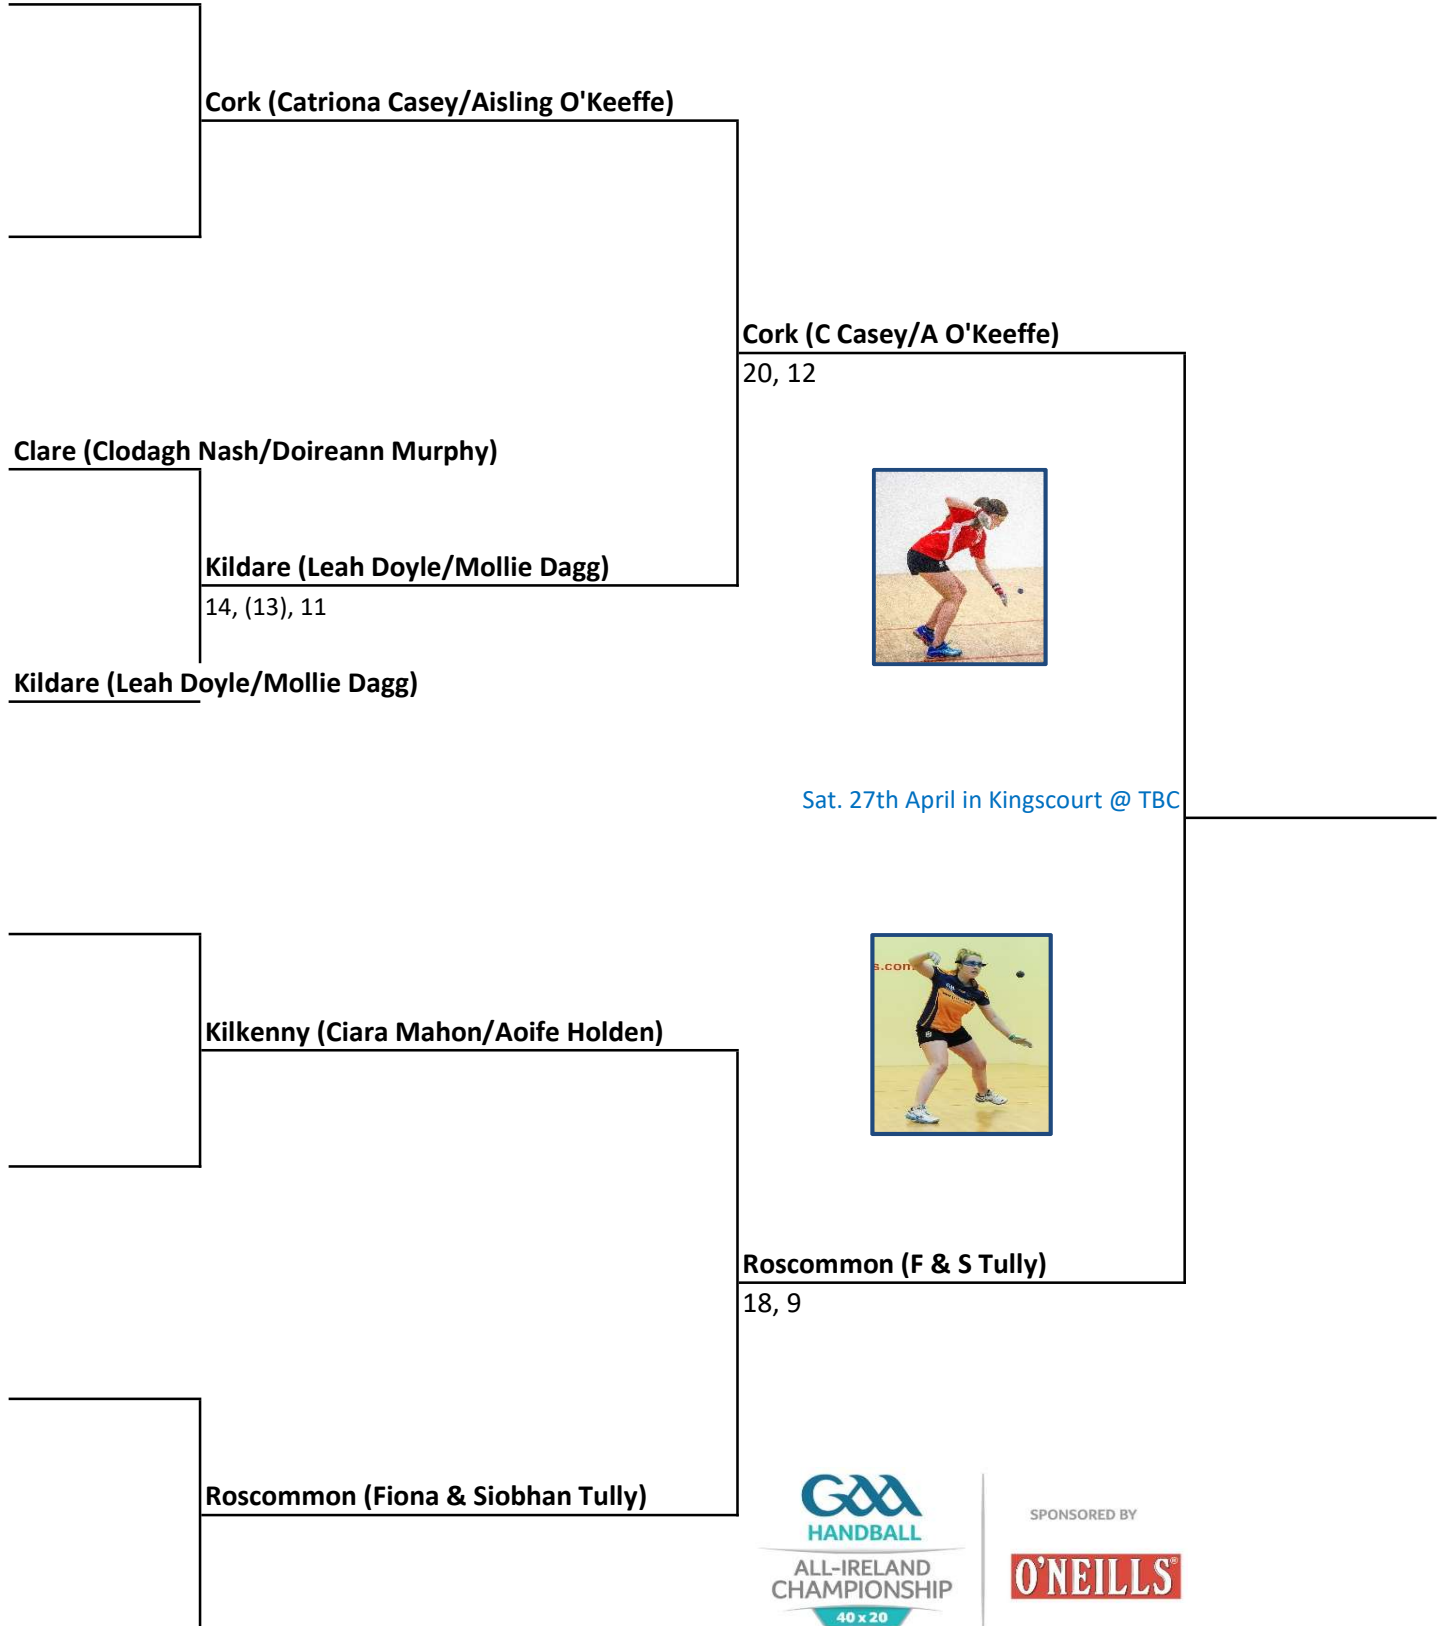 Cork (Catriona Casey/Aisling O'Keeffe)
Cork (C Casey/A O'Keeffe)
20, 12
Clare (Clodagh Nash/Doireann Murphy)
Kildare (Leah Doyle/Mollie Dagg)
14, (13), 11
Kildare (Leah Doyle/Mollie Dagg)
Sat. 27th April in Kingscourt @ TBC
s.com
Kilkenny (Ciara Mahon/Aoife Holden)
Roscommon (F & S Tully)
18, 9
Roscommon (Fiona & Siobhan Tully)
GAA
HANDBALL
ALL-IRELAND
CHAMPIONSHIP
40 x 20
SPONSORED BY
O'NEILLS